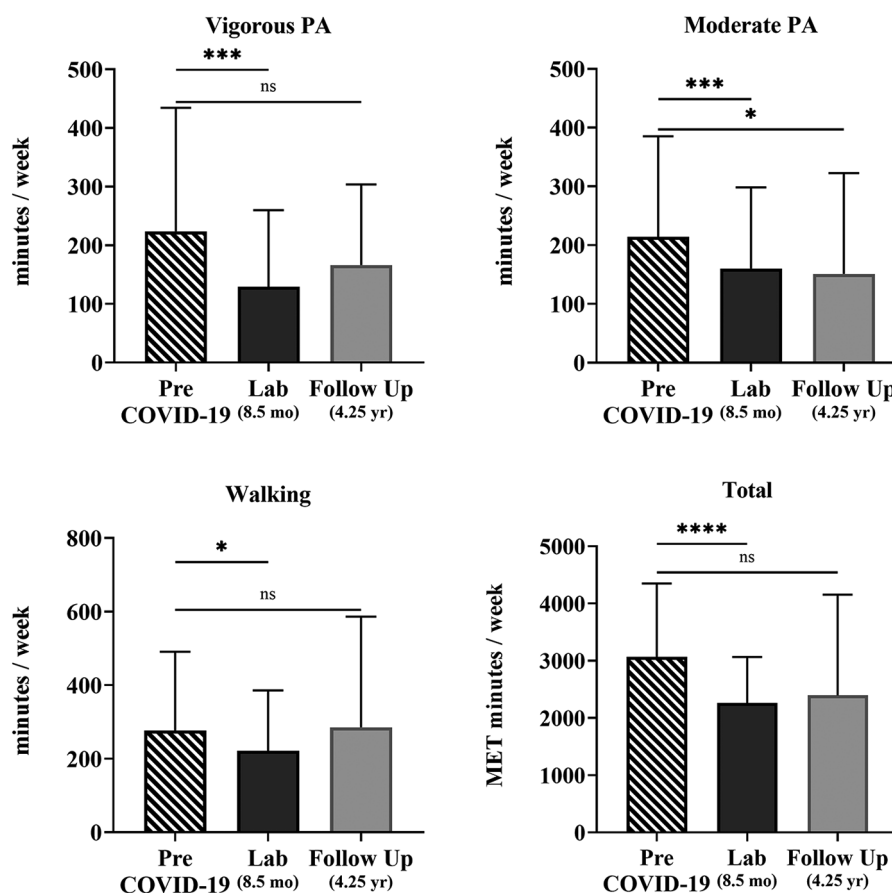 Vigorous PA
***
ns
500
400
300
200
100
0
minutes / week
Pre COVID-19
Lab (8.5 mo)
Follow Up (4.25 yr)
Moderate PA
***
*
500
400
300
200
100
0
minutes / week
Pre COVID-19
Lab (8.5 mo)
Follow Up (4.25 yr)
Walking
*
ns
800
600
400
200
0
minutes / week
Pre COVID-19
Lab (8.5 mo)
Follow Up (4.25 yr)
Total
****
ns
5000
4000
3000
2000
1000
0
MET minutes / week
Pre COVID-19
Lab (8.5 mo)
Follow Up (4.25 yr)